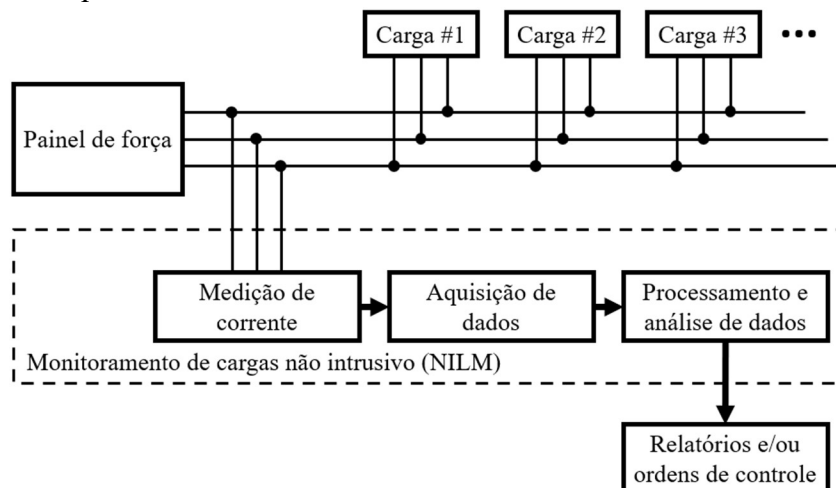 Carga #1 Carga #2 Carga #3 •••
Painel de força
Medição de
corrente
Aquisição de
dados
Processamento e
análise de dados
Monitoramento de cargas não intrusivo (NILM)
Relatórios e/ou
ordens de controle